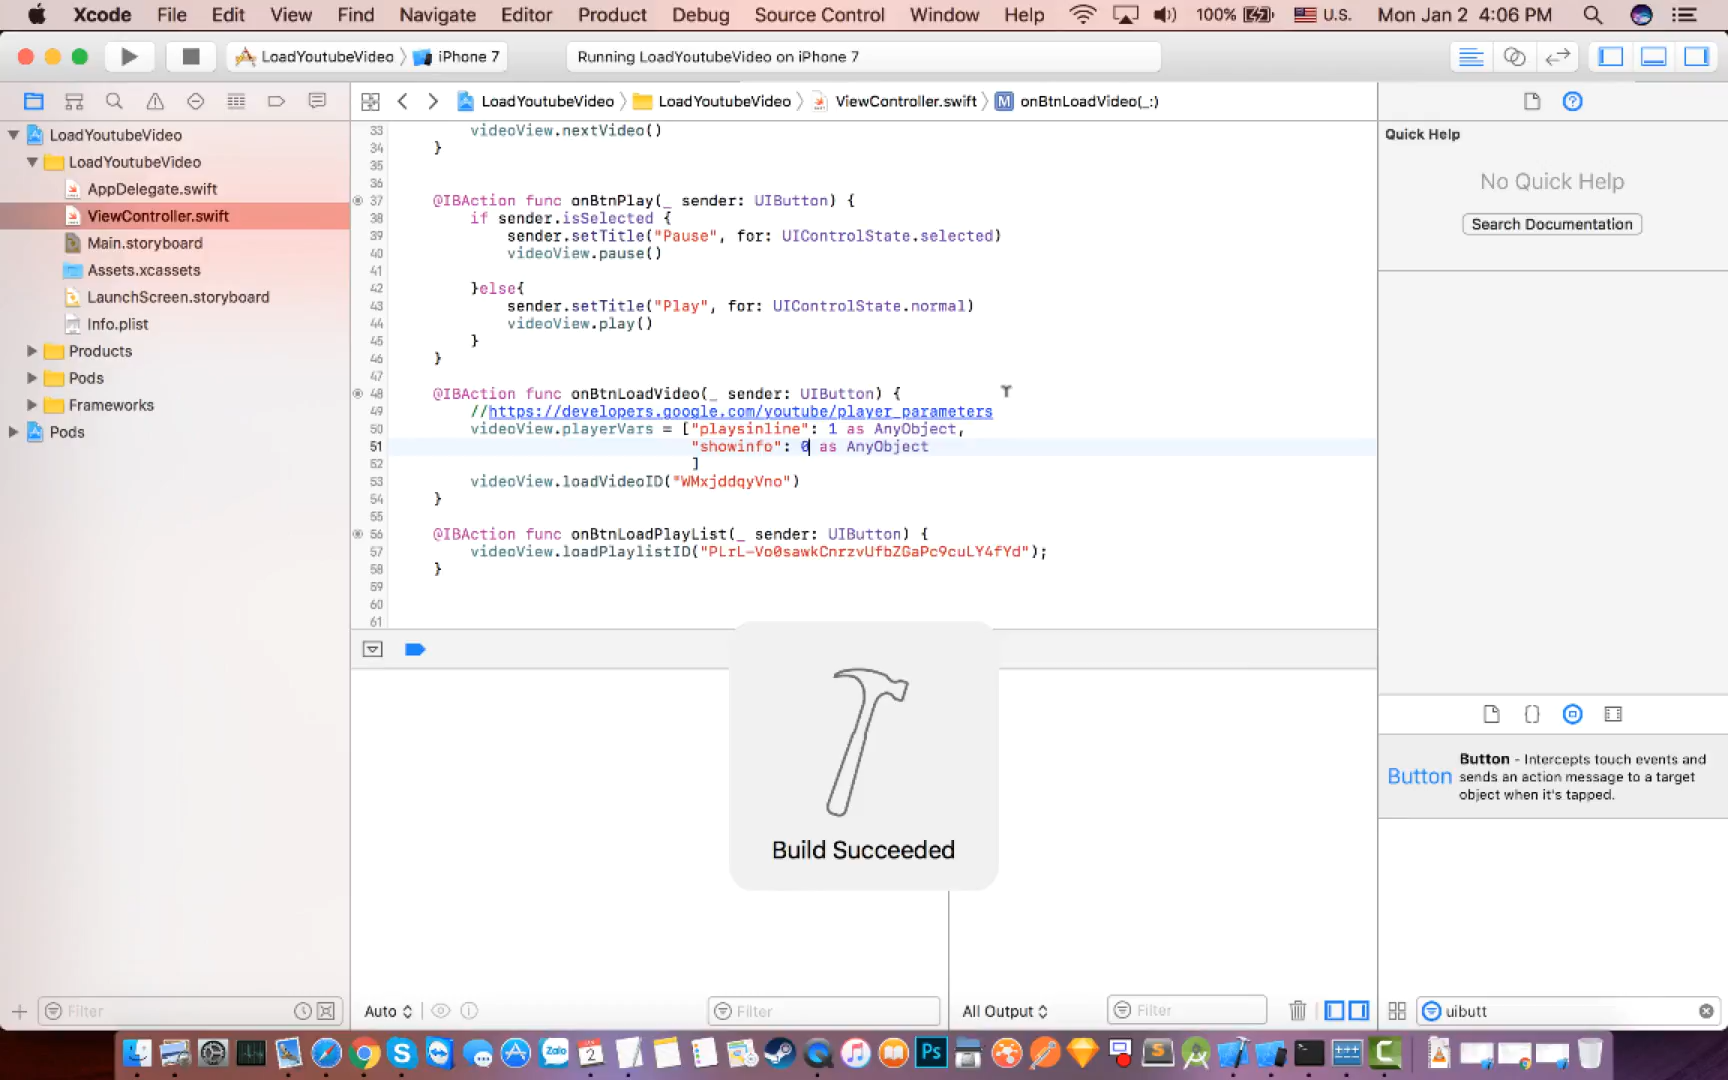 Xcode File Edit View Find Navigate Editor Product Debug Source Control Window Help 100% U.S. Mon Jan 2 4:06 PM
LoadYoutubeVideo iPhone 7 Running LoadYoutubeVideo on iPhone 7
LoadYoutubeVideo LoadYoutubeVideo ViewController.swift M onBtnLoadVideo(_:)
LoadYoutubeVideo
LoadYoutubeVideo
AppDelegate.swift
ViewController.swift
Main.storyboard
Assets.xcassets
LaunchScreen.storyboard
Info.plist
Products
Pods
Frameworks
Pods
33 videoView.nextVideo()
34 }
35
36
37 @IBAction func onBtnPlay(_ sender: UIButton) {
38 if sender.isSelected {
39 sender.setTitle("Pause", for: UIControlState.selected)
40 videoView.pause()
41
42 }else{
43 sender.setTitle("Play", for: UIControlState.normal)
44 videoView.play()
45 }
46 }
47
48 @IBAction func onBtnLoadVideo(_ sender: UIButton) {
49 //https://developers.google.com/youtube/player_parameters
50 videoView.playerVars = ["playsinline": 1 as AnyObject,
51 "showinfo": 0 as AnyObject
52 ]
53 videoView.loadVideoID("WMxjddqyVno")
54 }
55
56 @IBAction func onBtnLoadPlayList(_ sender: UIButton) {
57 videoView.loadPlaylistID("PLrL-Vo0sawkCnrzvUfbZGaPc9cuLY4fYd");
58 }
59
60
61
Quick Help
No Quick Help
Search Documentation
Build Succeeded
Button
Button - Intercepts touch events and
sends an action message to a target
object when it's tapped.
Filter
Auto
Filter
All Output
Filter
uibutt
Zalo
2
Ps
S